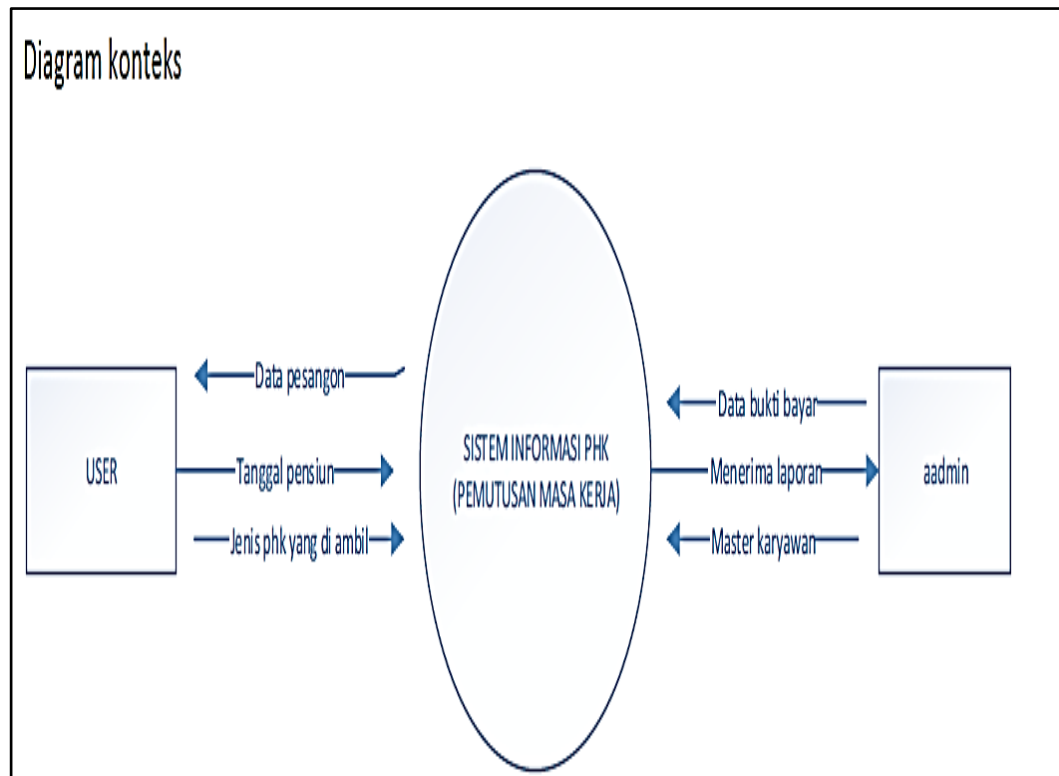 Diagram konteks
Data pesangon
Data bukti bayar
USER
Tanggal pensiun
SISTEM INFORMASI PHK
(PEMUTUSAN MASA KERJA)
Menerima laporan
aadmin
Jenis phk yang di ambil
Master karyawan